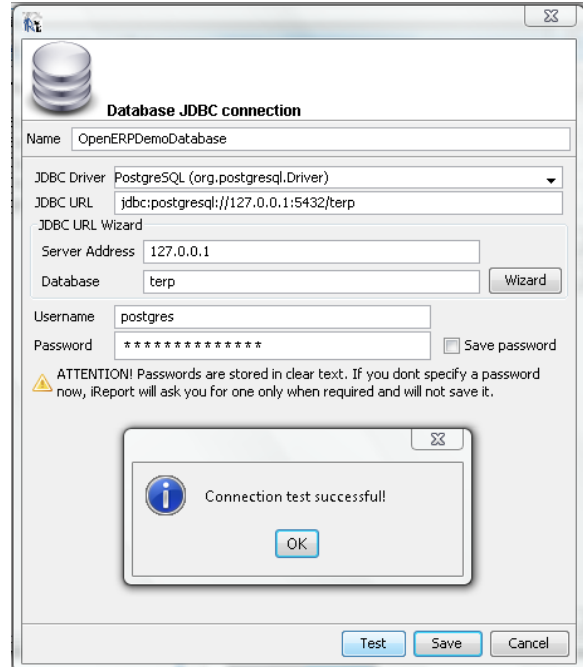 Database JDBC connection
Name OpenERPDemoDatabase
JDBC Driver PostgreSQL (org.postgresql.Driver)
JDBC URL jdbc:postgresql://127.0.0.1:5432/terp
JDBC URL Wizard
Server Address 127.0.0.1
Database terp Wizard
Username postgres
Password ************** Save password
ATTENTION! Passwords are stored in clear text. If you dont specify a password
now, iReport will ask you for one only when required and will not save it.
Connection test successful!
OK
Test Save Cancel